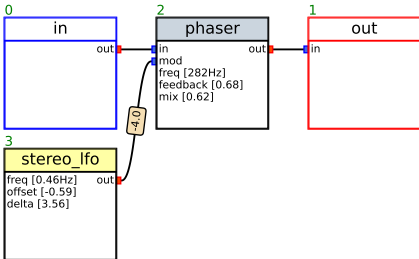 0
in
out
2
phaser
in
out
mod
freq [282Hz]
feedback [0.68]
mix [0.62]
1
out
in
-4.0
3
stereo_lfo
freq [0.46Hz]
out
offset [-0.59]
delta [3.56]